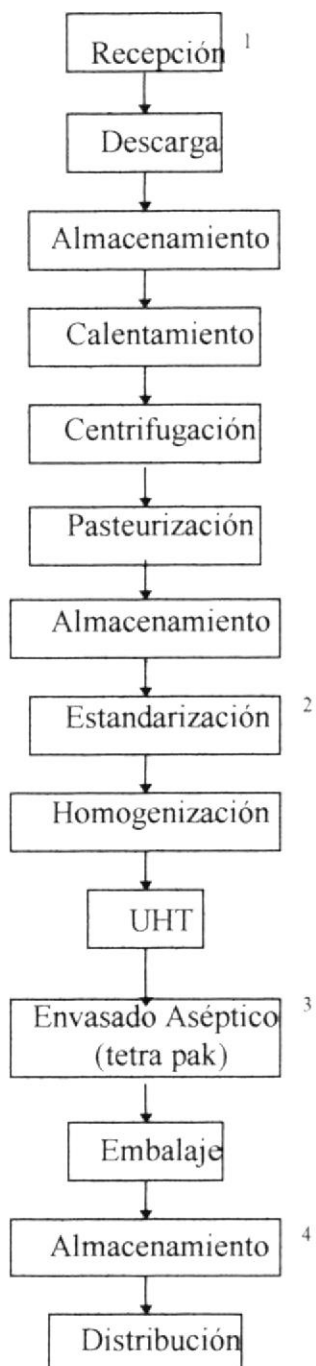 Recepción 1
Descarga
Almacenamiento
Calentamiento
Centrifugación
Pasteurización
Almacenamiento
Estandarización 2
Homogenización
UHT
Envasado Aséptico 3
(tetra pak)
Embalaje
Almacenamiento 4
Distribución